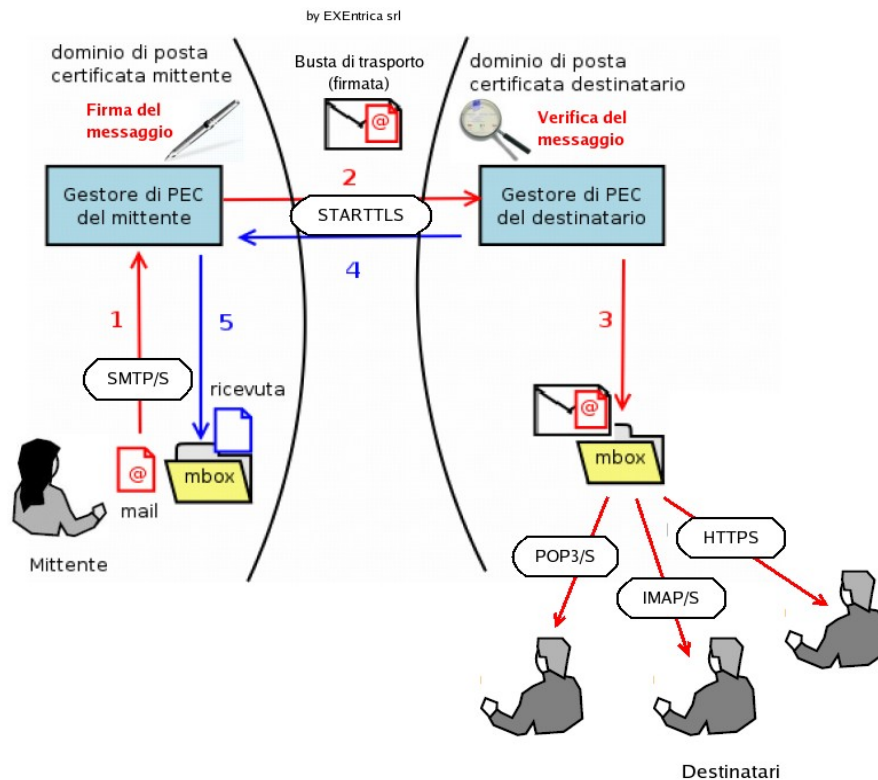 by EXEntrica srl
dominio di posta
certificata mittente
Busta di trasporto
(firmata)
dominio di posta
certificata destinatario
Firma del
messaggio
@
Verifica del
messaggio
2
Gestore di PEC
del mittente
STARTTLS
Gestore di PEC
del destinatario
4
1
5
3
SMTP/S
ricevuta
@
mbox
mail
@
mbox
Mittente
HTTPS
POP3/S
IMAP/S
Destinatari